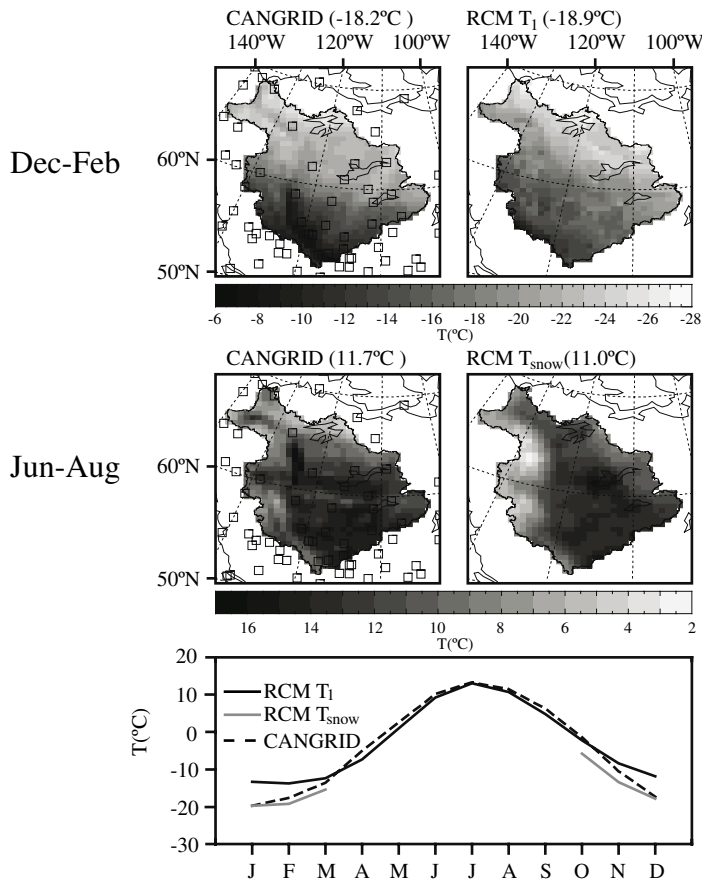 CANGRID (-18.2ºC )
RCM T1 (-18.9ºC)
140ºW 120ºW 100ºW
140ºW 120ºW 100ºW
Dec-Feb
60ºN
50ºN
-6 -8 -10 -12 -14 -16 -18 -20 -22 -24 -26 -28
T(ºC)
CANGRID (11.7ºC )
RCM Tsnow(11.0ºC)
Jun-Aug
60ºN
50ºN
16 14 12 10 8 6 4 2
T(ºC)
20
10
0
-10
-20
-30
T(ºC)
RCM T1
RCM Tsnow
CANGRID
J F M A M J J A S O N D